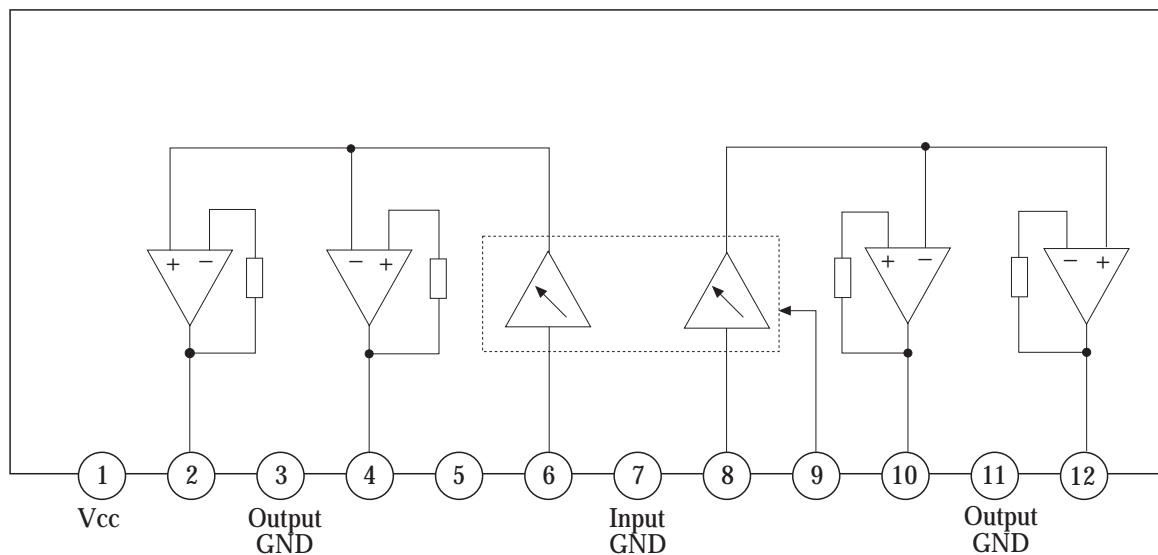 + − − + + − − +
1 2 3 4 5 6 7 8 9 10 11 12
Vcc Output Input Output
GND GND GND